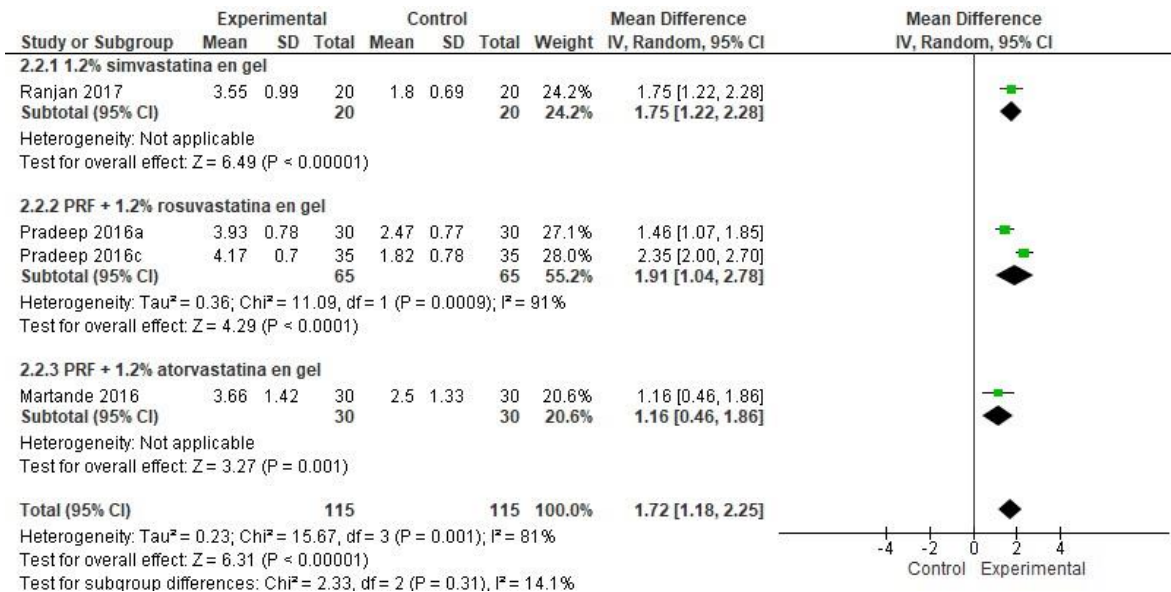 Experimental Control Mean Difference Mean Difference
Study or Subgroup Mean SD Total Mean SD Total Weight IV, Random, 95% CI IV, Random, 95% CI
2.2.1 1.2% simvastatina en gel
Ranjan 2017 3.55 0.99 20 1.8 0.69 20 24.2% 1.75 [1.22, 2.28]
Subtotal (95% CI) 20 20 24.2% 1.75 [1.22, 2.28]
Heterogeneity: Not applicable
Test for overall effect: Z = 6.49 (P < 0.00001)
2.2.2 PRF + 1.2% rosuvastatina en gel
Pradeep 2016a 3.93 0.78 30 2.47 0.77 30 27.1% 1.46 [1.07, 1.85]
Pradeep 2016c 4.17 0.7 35 1.82 0.78 35 28.0% 2.35 [2.00, 2.70]
Subtotal (95% CI) 65 65 55.2% 1.91 [1.04, 2.78]
Heterogeneity: Tau² = 0.36; Chi² = 11.09, df = 1 (P = 0.0009); I² = 91%
Test for overall effect: Z = 4.29 (P < 0.0001)
2.2.3 PRF + 1.2% atorvastatina en gel
Martande 2016 3.66 1.42 30 2.5 1.33 30 20.6% 1.16 [0.46, 1.86]
Subtotal (95% CI) 30 30 20.6% 1.16 [0.46, 1.86]
Heterogeneity: Not applicable
Test for overall effect: Z = 3.27 (P = 0.001)
Total (95% CI) 115 115 100.0% 1.72 [1.18, 2.25]
Heterogeneity: Tau² = 0.23; Chi² = 15.67, df = 3 (P = 0.001); I² = 81%
Test for overall effect: Z = 6.31 (P < 0.00001)
Test for subgroup differences: Chi² = 2.33, df = 2 (P = 0.31), I² = 14.1%
-4 -2 0 2 4
Control Experimental